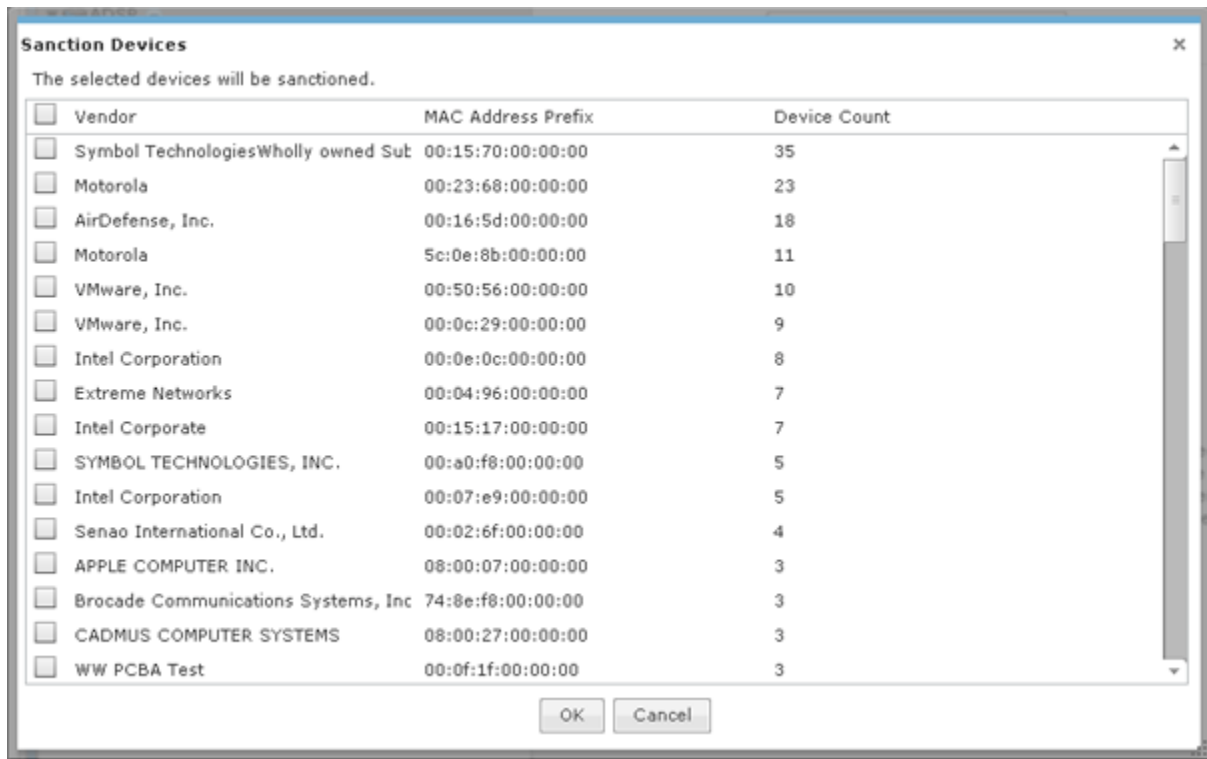 Sanction Devices ×
The selected devices will be sanctioned.
Vendor MAC Address Prefix Device Count
Symbol TechnologiesWholly owned Sub 00:15:70:00:00:00 35
Motorola 00:23:68:00:00:00 23
AirDefense, Inc. 00:16:5d:00:00:00 18
Motorola 5c:0e:8b:00:00:00 11
VMware, Inc. 00:50:56:00:00:00 10
VMware, Inc. 00:0c:29:00:00:00 9
Intel Corporation 00:0e:0c:00:00:00 8
Extreme Networks 00:04:96:00:00:00 7
Intel Corporate 00:15:17:00:00:00 7
SYMBOL TECHNOLOGIES, INC. 00:a0:f8:00:00:00 5
Intel Corporation 00:07:e9:00:00:00 5
Senao International Co., Ltd. 00:02:6f:00:00:00 4
APPLE COMPUTER INC. 08:00:07:00:00:00 3
Brocade Communications Systems, Inc 74:8e:f8:00:00:00 3
CADMUS COMPUTER SYSTEMS 08:00:27:00:00:00 3
WW PCBA Test 00:0f:1f:00:00:00 3
OK Cancel